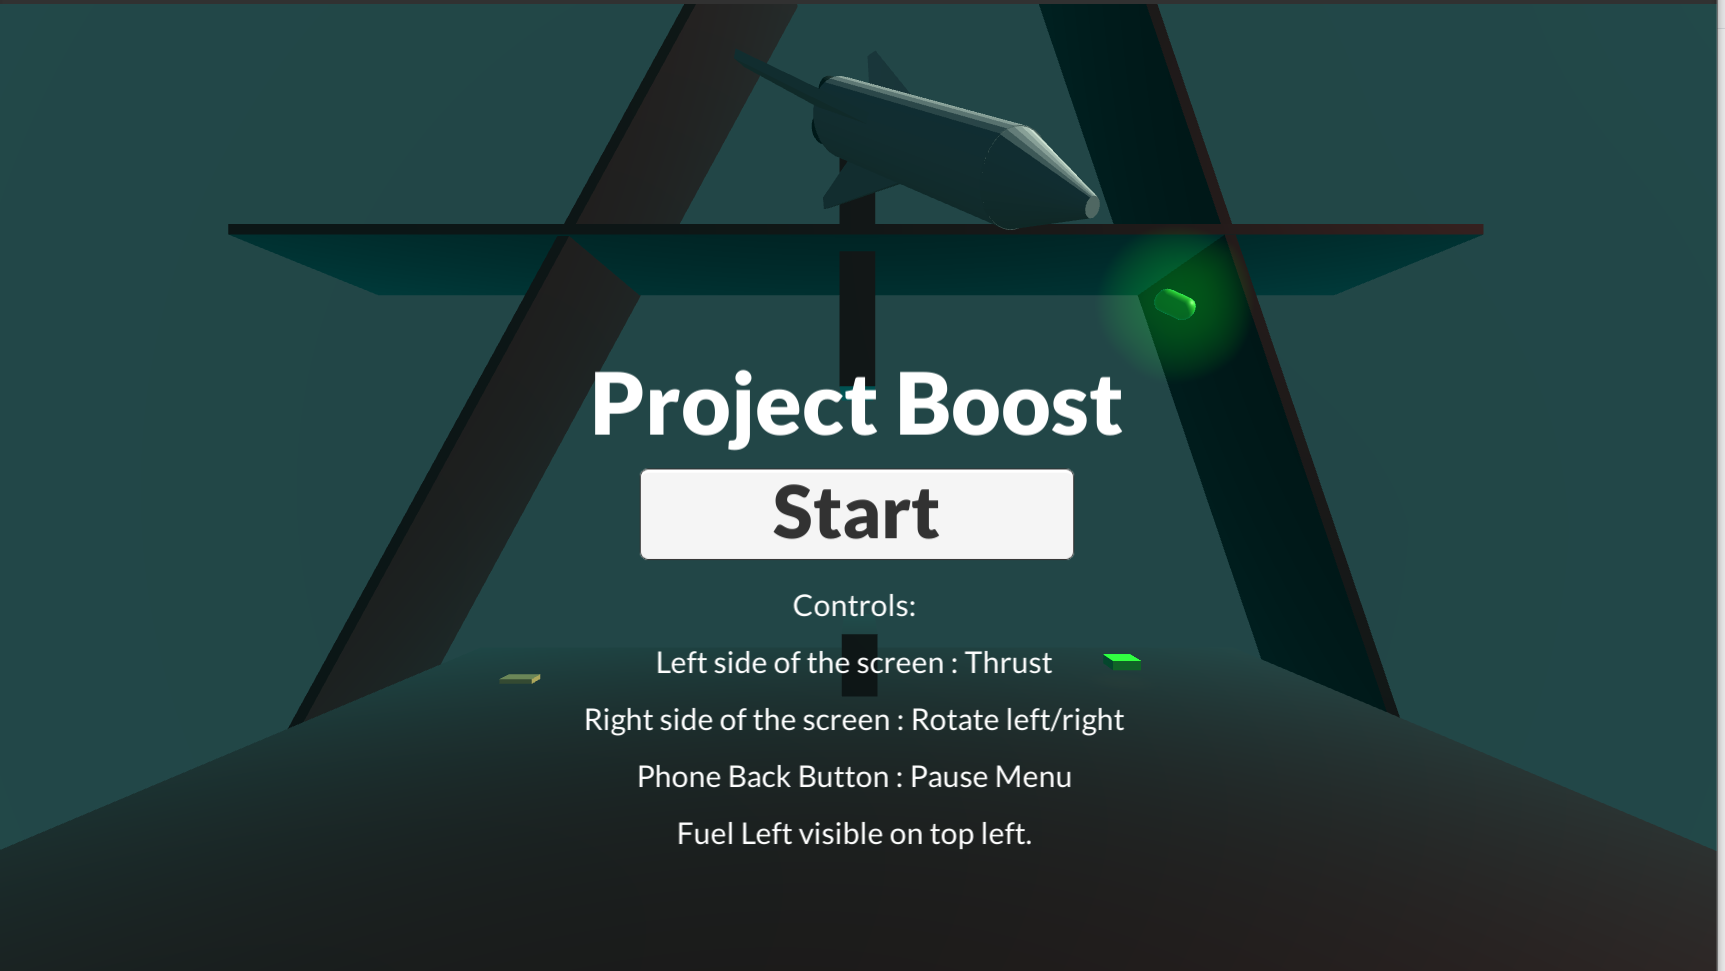 Project Boost
Start
Controls:
Left side of the screen : Thrust
Right side of the screen : Rotate left/right
Phone Back Button : Pause Menu
Fuel Left visible on top left.